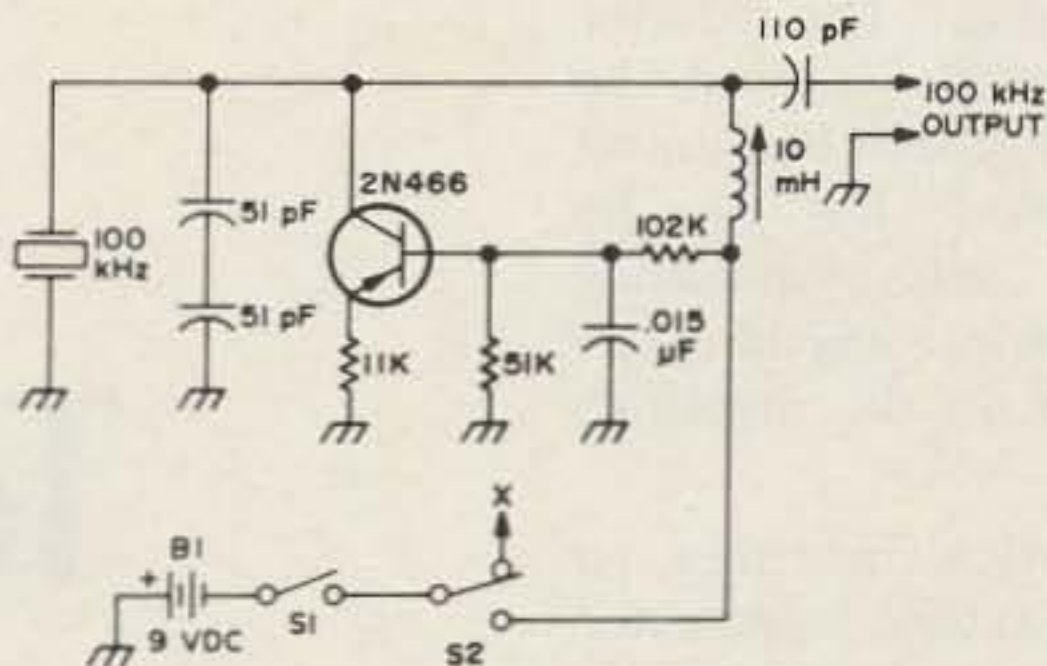 110 pF
100 kHz
OUTPUT
10
mH
2N466
51 pF
102K
100
kHz
51 pF
11K
51K
.015
µF
X
B1
+
9 VDC
S1
S2